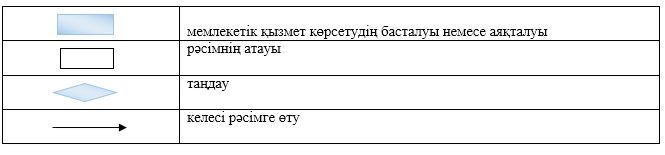 мемлекеттік қызмет көрсетудің басталуы немесе аяқталуы
рәсімнің атауы
таңдау
келесі рәсімге өту